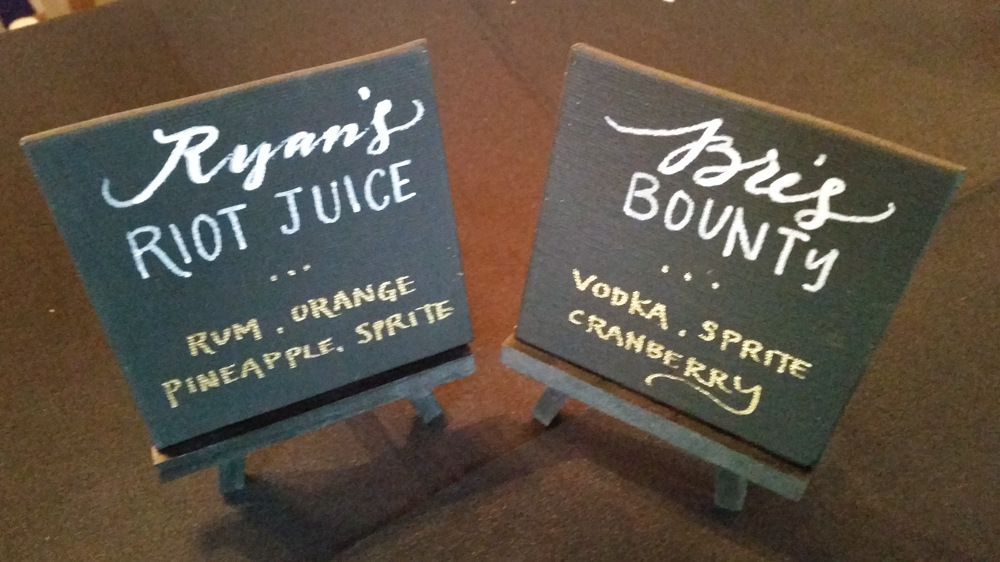 Ryan's
RIOT JUICE
...
RUM . ORANGE
PINEAPPLE. SPRITE
Bri's
BOUNTY
...
VODKA . SPRITE
CRANBERRY